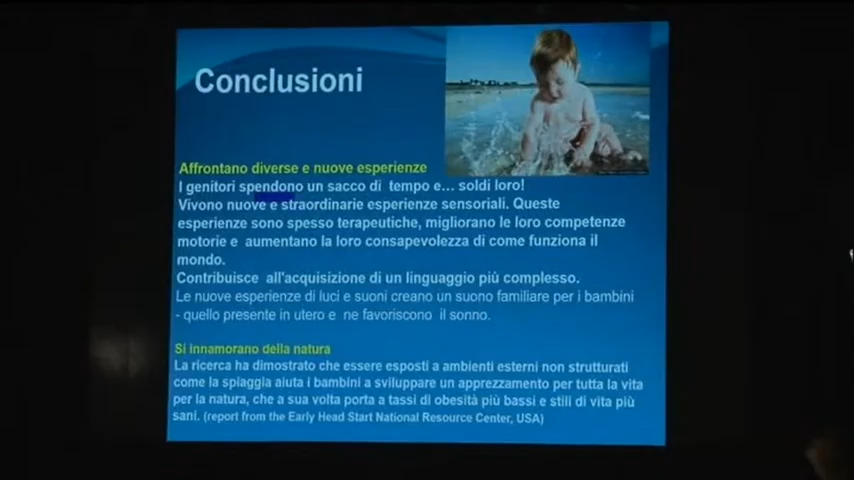 Conclusioni
Affrontano diverse e nuove esperienze
I genitori spendono un sacco di tempo e... soldi loro!
Vivono nuove e straordinarie esperienze sensoriali. Queste
esperienze sono spesso terapeutiche, migliorano le loro competenze
motorie e aumentano la loro consapevolezza di come funziona il
mondo.
Contribuisce all'acquisizione di un linguaggio più complesso.
Le nuove esperienze di luci e suoni creano un suono familiare per i bambini
- quello presente in utero e ne favoriscono il sonno.
Si innamorano della natura
La ricerca ha dimostrato che essere esposti a ambienti esterni non strutturati
come la spiaggia aiuta i bambini a sviluppare un apprezzamento per tutta la vita
per la natura, che a sua volta porta a tassi di obesità più bassi e stili di vita più
sani. (report from the Early Head Start National Resource Center, USA)